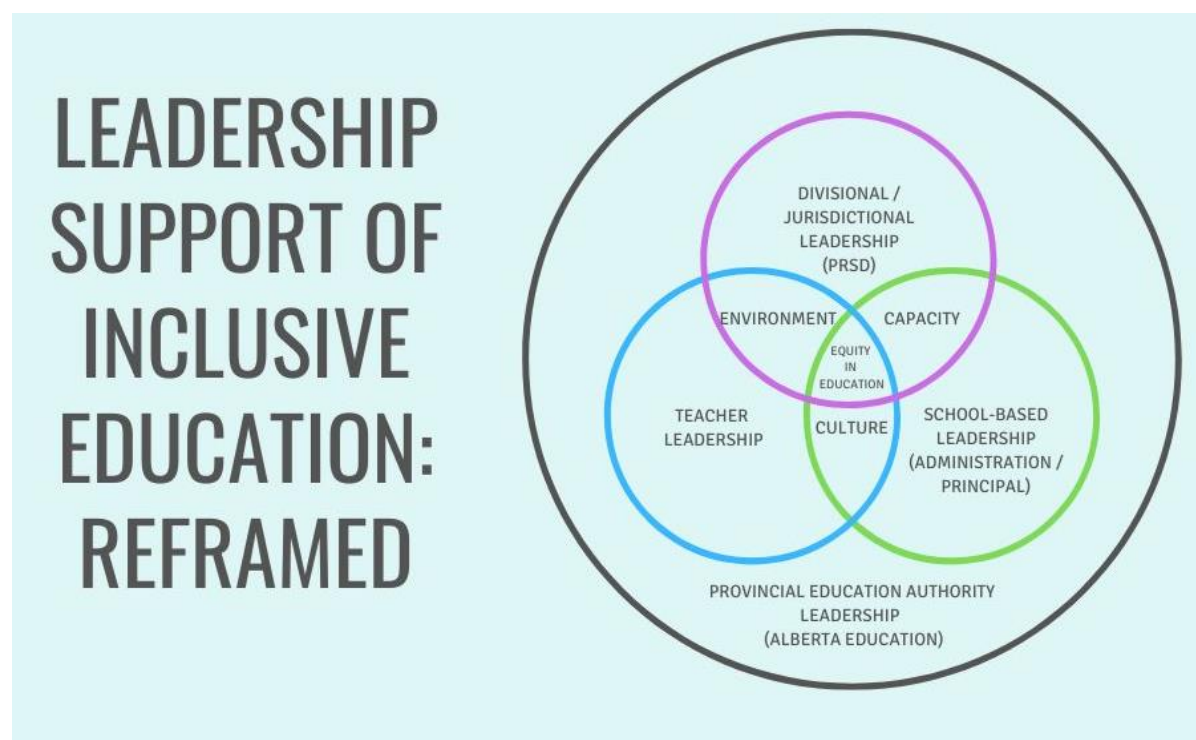 LEADERSHIP
SUPPORT OF
INCLUSIVE
EDUCATION:
REFRAMED
DIVISIONAL /
JURISDICTIONAL
LEADERSHIP
(PRSD)
ENVIRONMENT
CAPACITY
EQUITY
IN
EDUCATION
TEACHER
LEADERSHIP
CULTURE
SCHOOL-BASED
LEADERSHIP
(ADMINISTRATION /
PRINCIPAL)
PROVINCIAL EDUCATION AUTHORITY
LEADERSHIP
(ALBERTA EDUCATION)